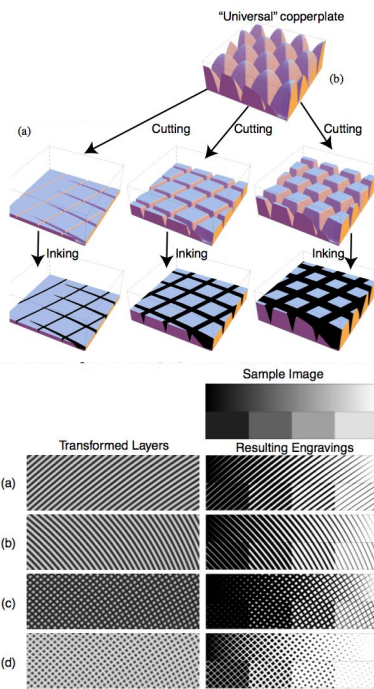 "Universal" copperplate
(b)
(a)
Cutting
Cutting
Cutting
Inking
Inking
Inking
Sample Image
Transformed Layers
Resulting Engravings
(a)
(b)
(c)
(d)